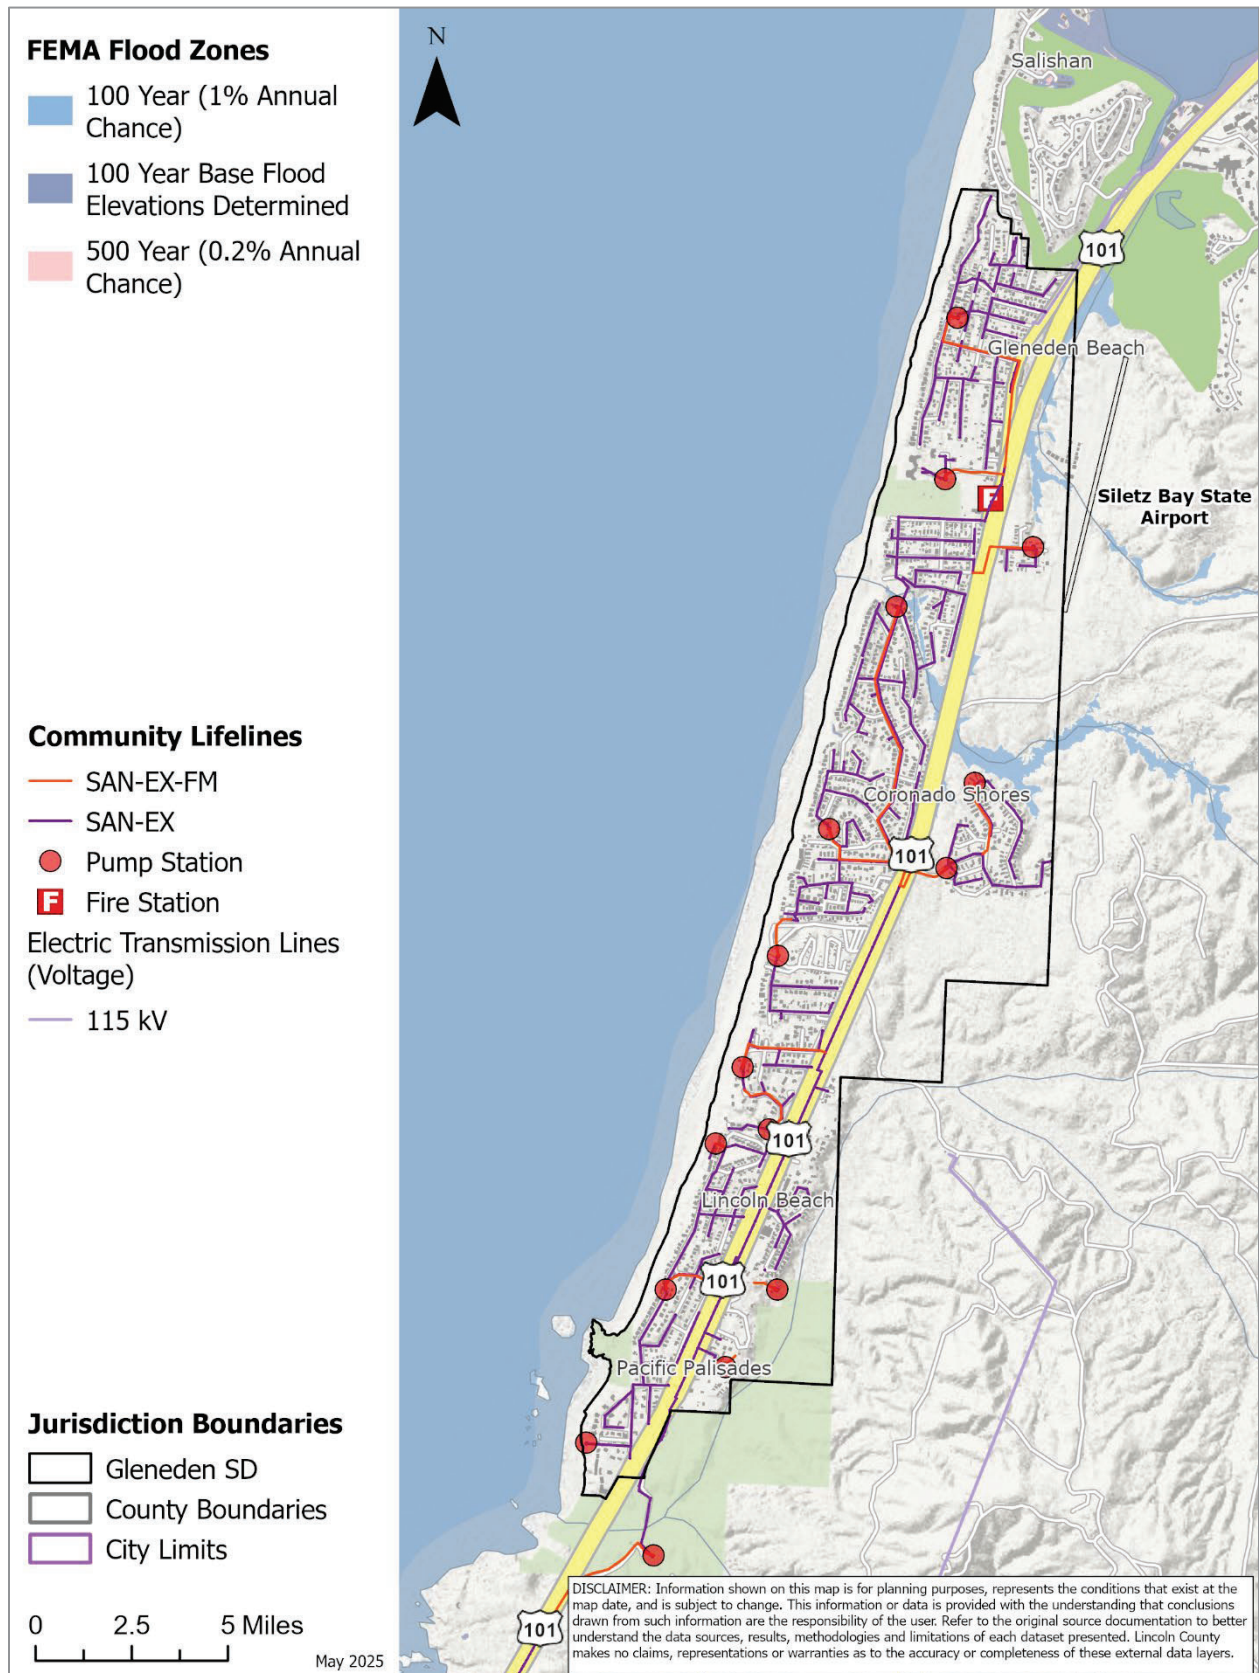 FEMA Flood Zones
100 Year (1% Annual
Chance)
100 Year Base Flood
Elevations Determined
500 Year (0.2% Annual
Chance)
Community Lifelines
SAN-EX-FM
SAN-EX
Pump Station
F Fire Station
Electric Transmission Lines
(Voltage)
115 kV
Jurisdiction Boundaries
Gleneden SD
County Boundaries
City Limits
0 2.5 5 Miles
May 2025
N
Salishan
101
Gleneden Beach
F
Siletz Bay State
Airport
Coronado Shores
101
101
Lincoln Beach
101
Pacific Palisades
101
DISCLAIMER: Information shown on this map is for planning purposes, represents the conditions that exist at the
map date, and is subject to change. This information or data is provided with the understanding that conclusions
drawn from such information are the responsibility of the user. Refer to the original source documentation to better
understand the data sources, results, methodologies and limitations of each dataset presented. Lincoln County
makes no claims, representations or warranties as to the accuracy or completeness of these external data layers.